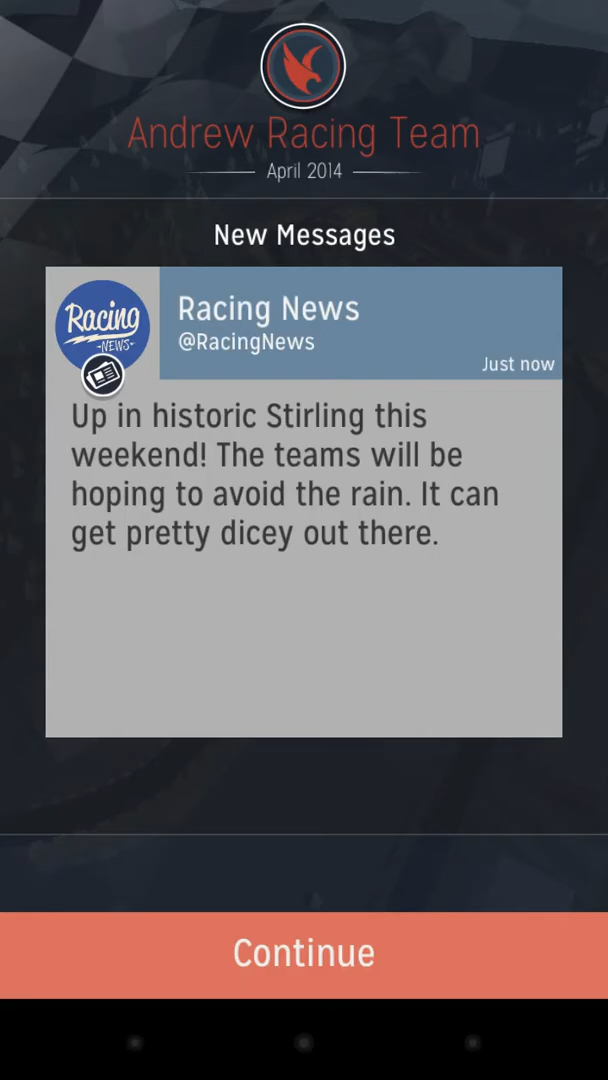 Andrew Racing Team
April 2014
New Messages
Racing
-NEWS-
Racing News
@RacingNews
Just now
Up in historic Stirling this
weekend! The teams will be
hoping to avoid the rain. It can
get pretty dicey out there.
Continue